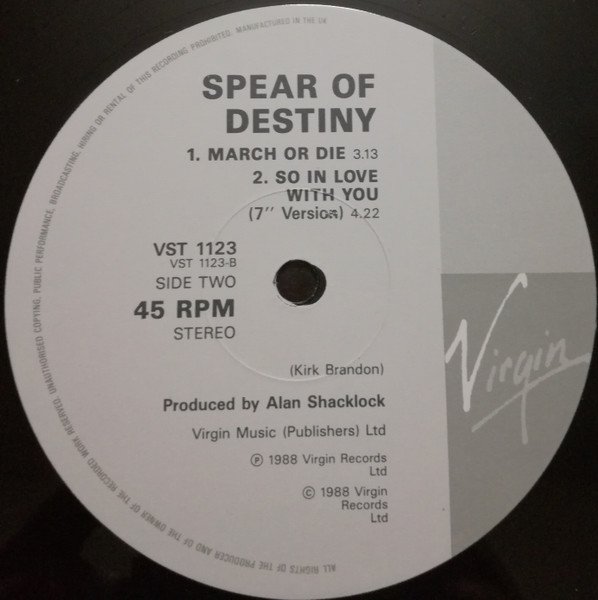 SPEAR OF
DESTINY
1. MARCH OR DIE 3.13
2. SO IN LOVE
WITH YOU
(7'' Version) 4.22
VST 1123
VST 1123-B
SIDE TWO
45 RPM
STEREO
Virgin
(Kirk Brandon)
Produced by Alan Shacklock
Virgin Music (Publishers) Ltd
℗ 1988 Virgin Records
Ltd
© 1988 Virgin
Records
Ltd
ALL RIGHTS OF THE PRODUCER AND OF THE OWNER OF THE RECORDED WORK RESERVED. UNAUTHORISED COPYING, PUBLIC PERFORMANCE, BROADCASTING, HIRING OR RENTAL OF THIS RECORDING PROHIBITED. MANUFACTURED IN THE UK